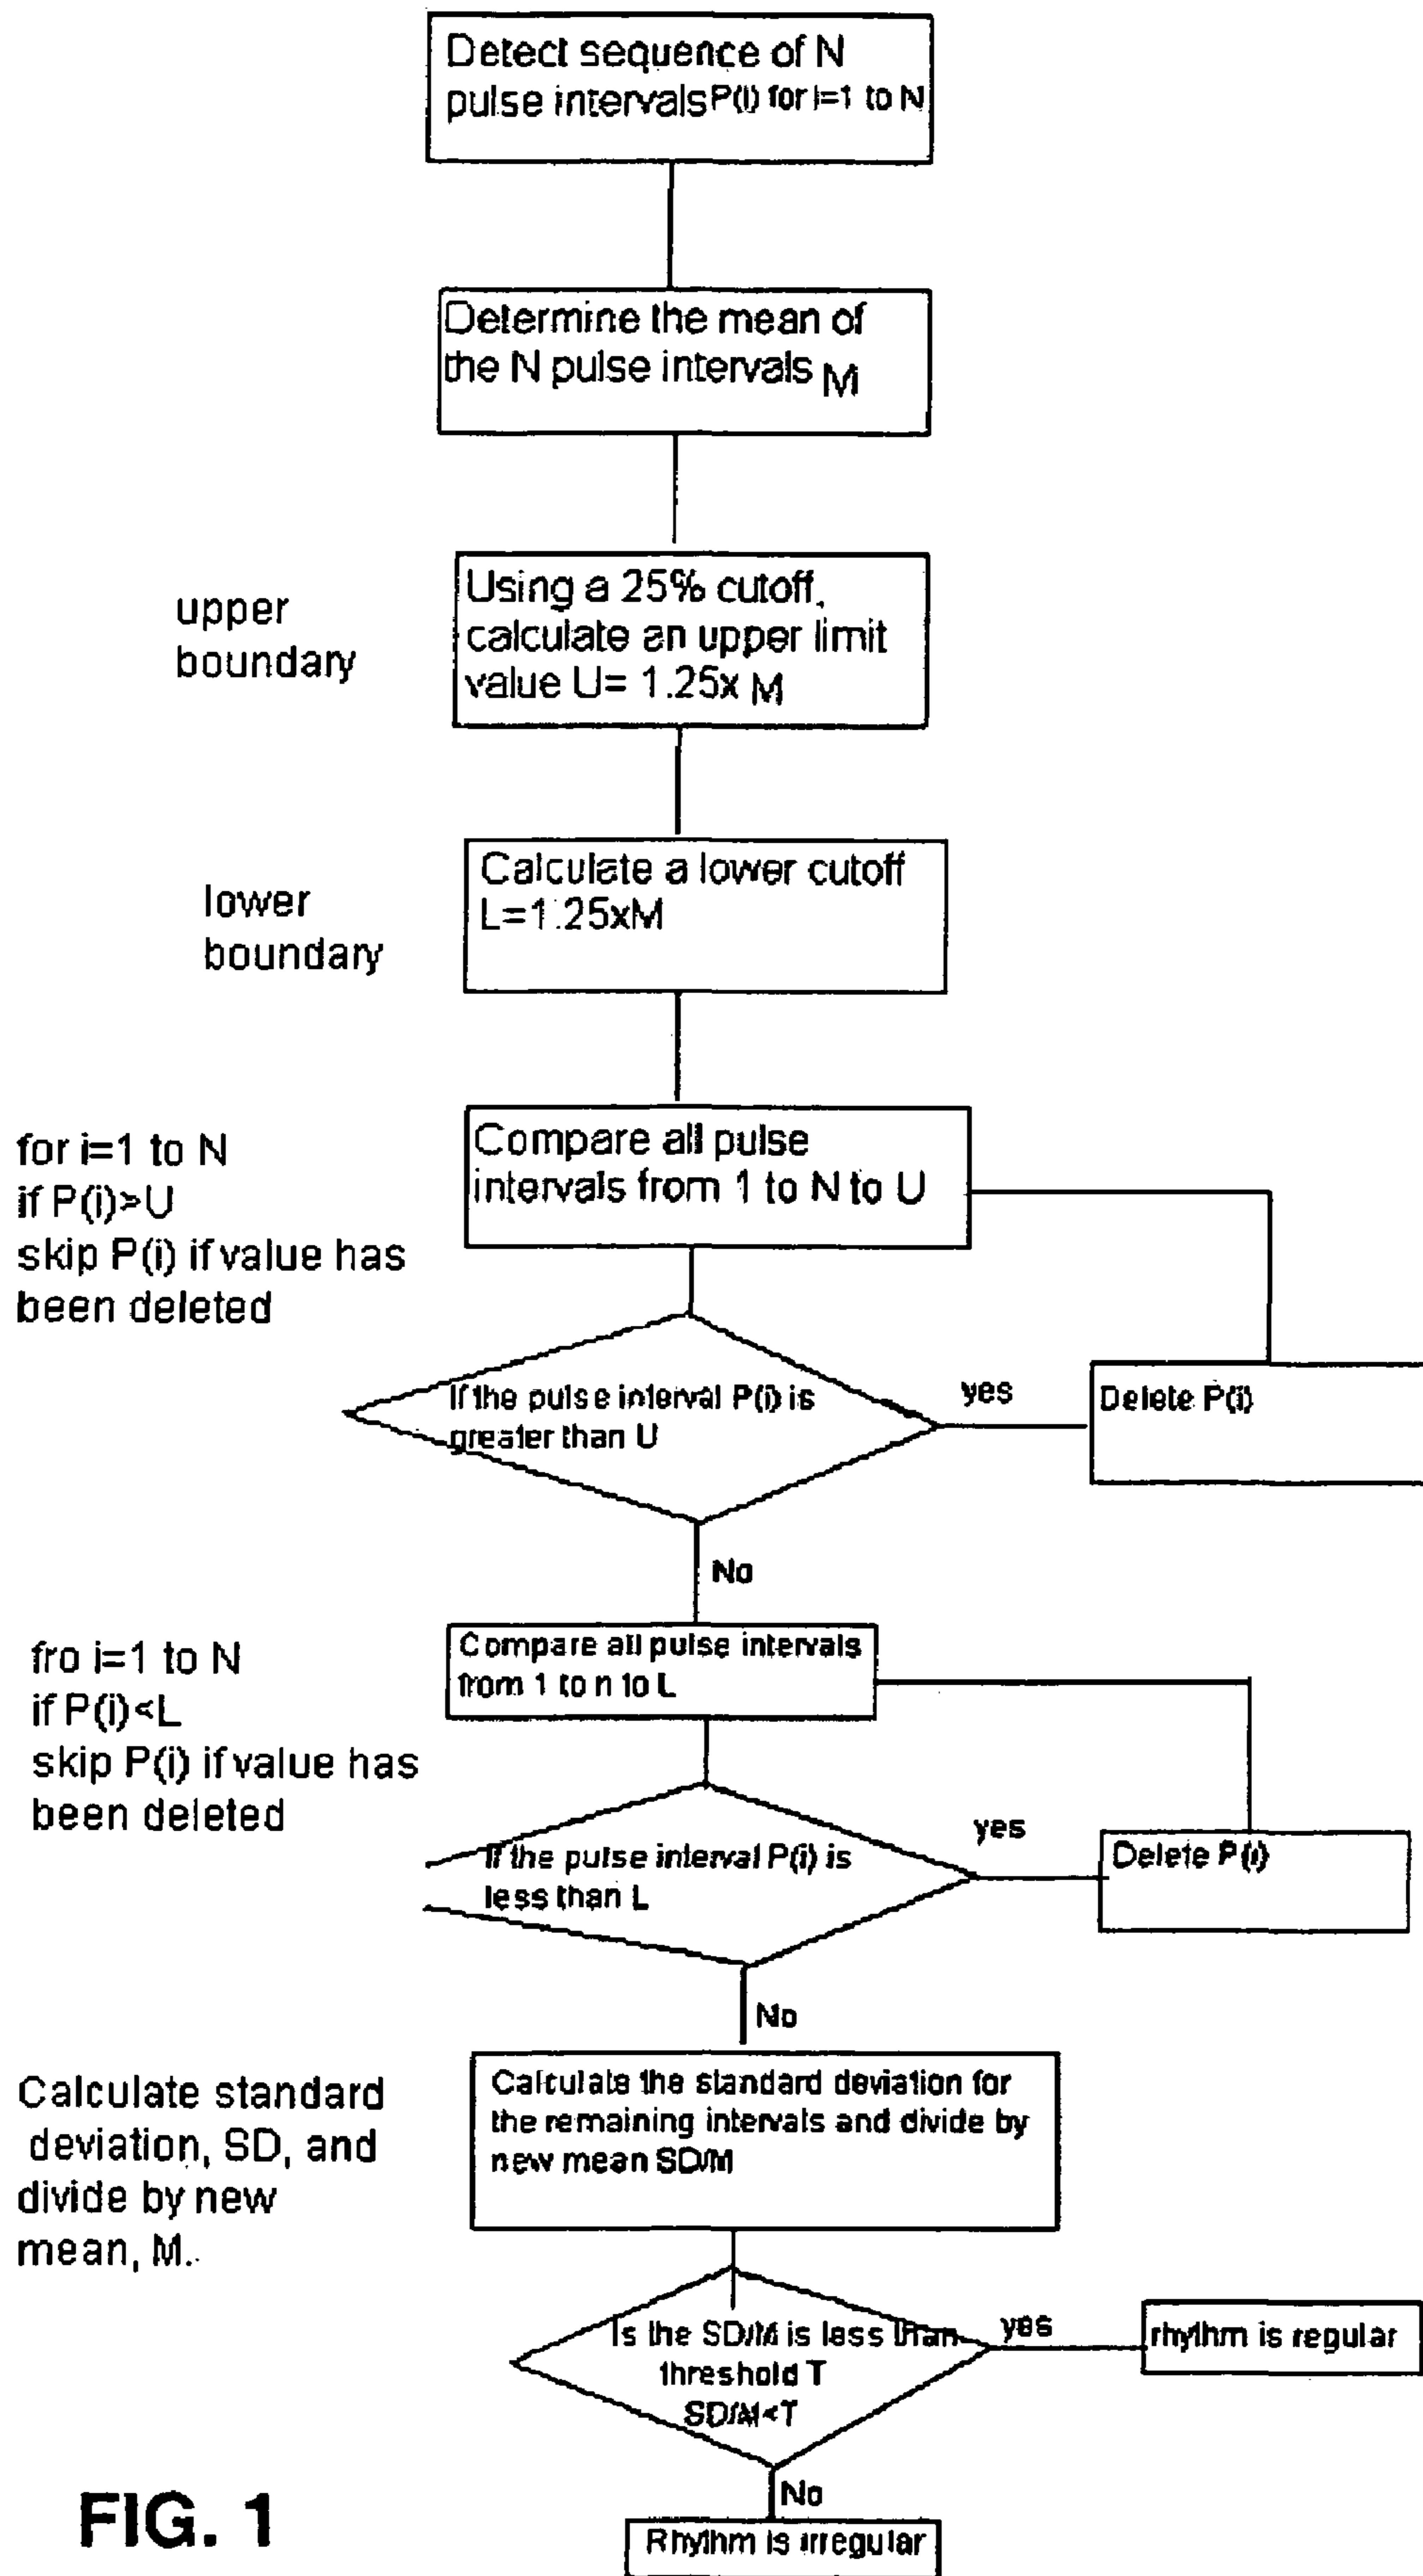 Detect sequence of N
pulse intervals P(i) for i=1 to N
Determine the mean of
the N pulse intervals M
upper
boundary
Using a 25% cutoff,
calculate an upper limit
value U= 1.25x M
lower
boundary
Calculate a lower cutoff
L=1.25xM
for i=1 to N
if P(i)>U
skip P(i) if value has
been deleted
Compare all pulse
intervals from 1 to N to U
If the pulse interval P(i) is
greater than U
yes
Delete P(i)
No
fro i=1 to N
if P(i)<L
skip P(i) if value has
been deleted
Compare all pulse intervals
from 1 to n to L
If the pulse interval P(i) is
less than L
yes
Delete P(i)
No
Calculate standard
deviation, SD, and
divide by new
mean, M.
Calculate the standard deviation for
the remaining intervals and divide by
new mean SD/M
Is the SD/M is less than
threshold T
SD/M<T
yes
rhythm is regular
No
Rhythm is irregular
FIG. 1